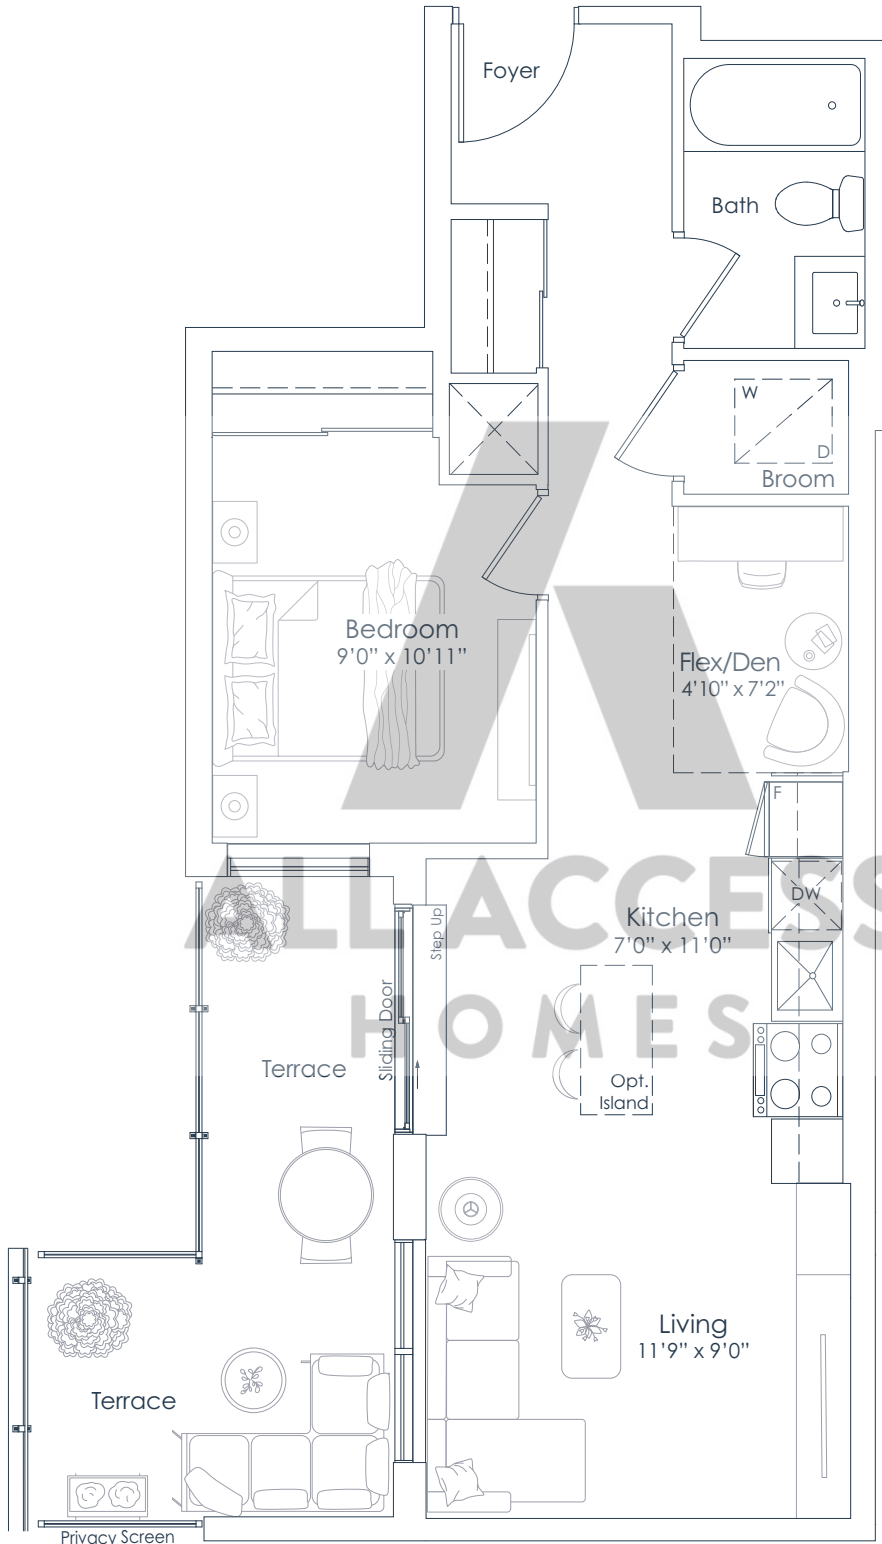 Foyer
Bath
W
D
Broom
Bedroom
9'0” x 10'11”
Flex/Den
4'10” x 7'2”
F
DW
ALL ACCESS
HOMES
Kitchen
7'0” x 11'0”
Step Up
Sliding Door
Terrace
Opt.
Island
Living
11'9” x 9'0”
Terrace
Privacy Screen